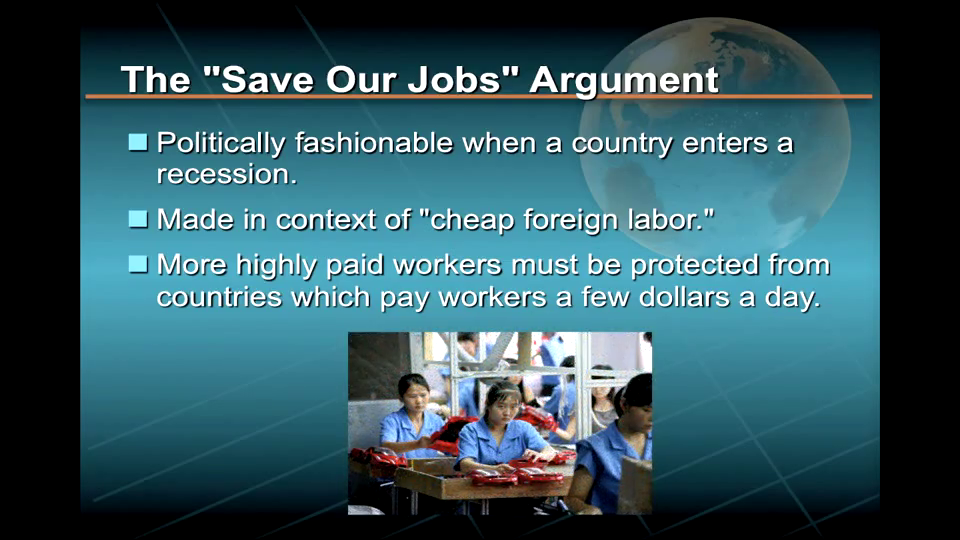 The "Save Our Jobs" Argument
Politically fashionable when a country enters a
recession.
Made in context of "cheap foreign labor."
More highly paid workers must be protected from
countries which pay workers a few dollars a day.